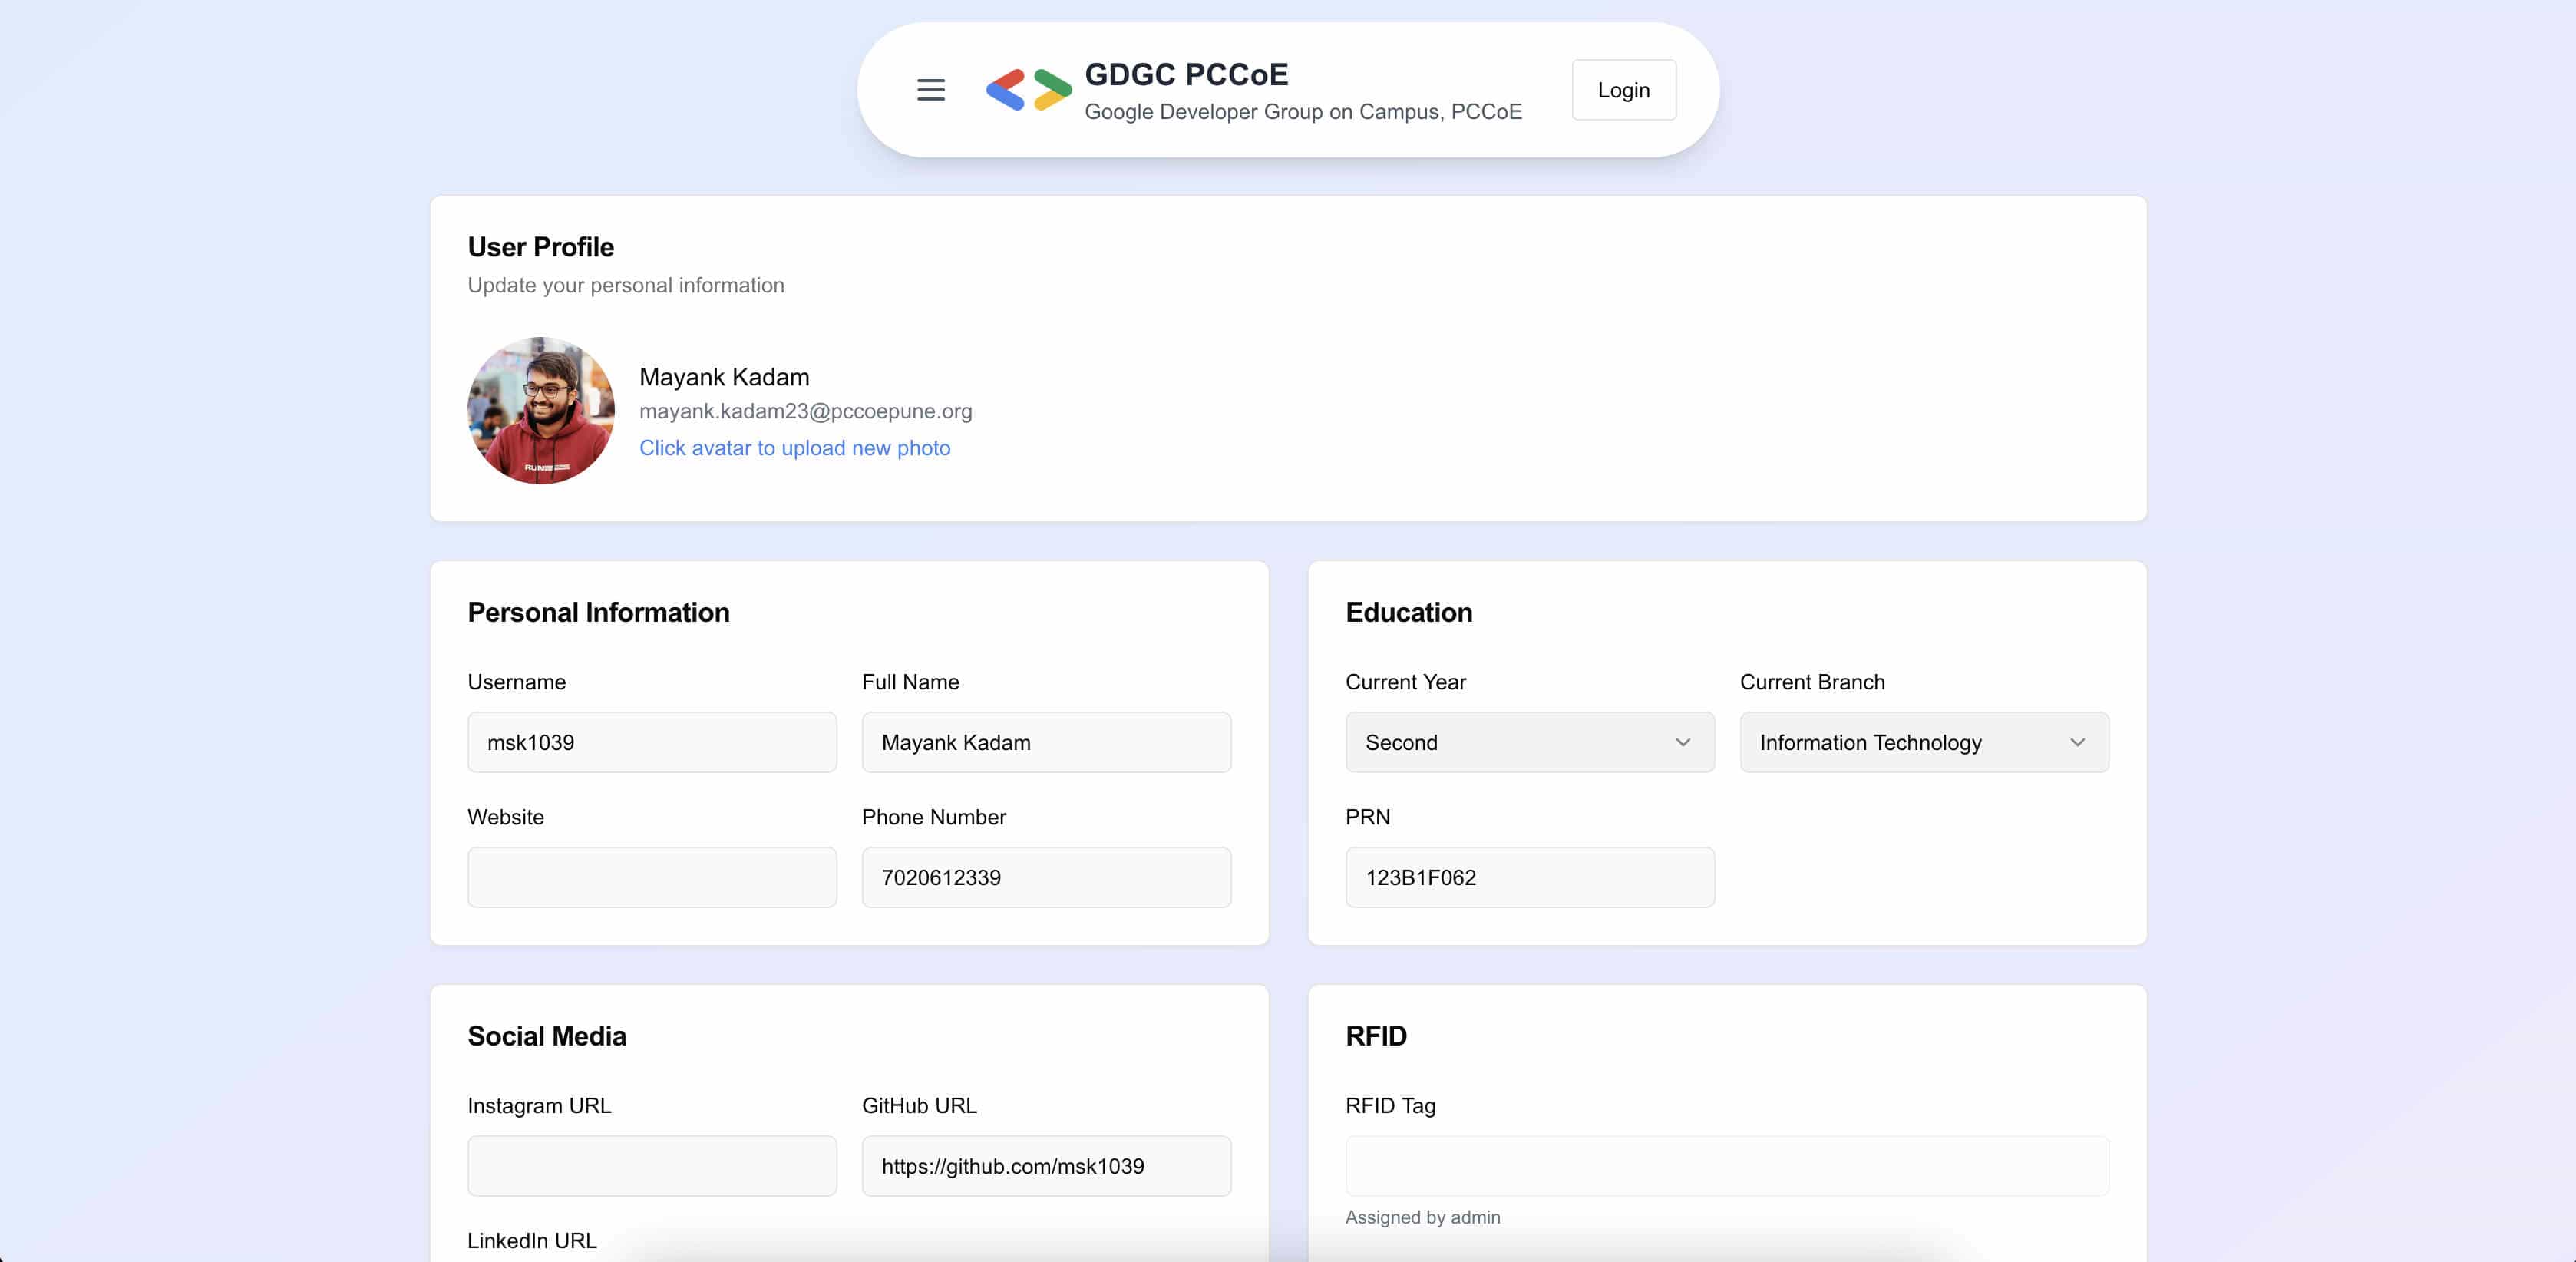 GDGC PCCoE
Google Developer Group on Campus, PCCoE
Login
User Profile
Update your personal information
Mayank Kadam
mayank.kadam23@pccoepune.org
Click avatar to upload new photo
Personal Information
Username
Full Name
msk1039
Mayank Kadam
Website
Phone Number
7020612339
Education
Current Year
Current Branch
Second
Information Technology
PRN
123B1F062
Social Media
Instagram URL
GitHub URL
https://github.com/msk1039
LinkedIn URL
RFID
RFID Tag
Assigned by admin